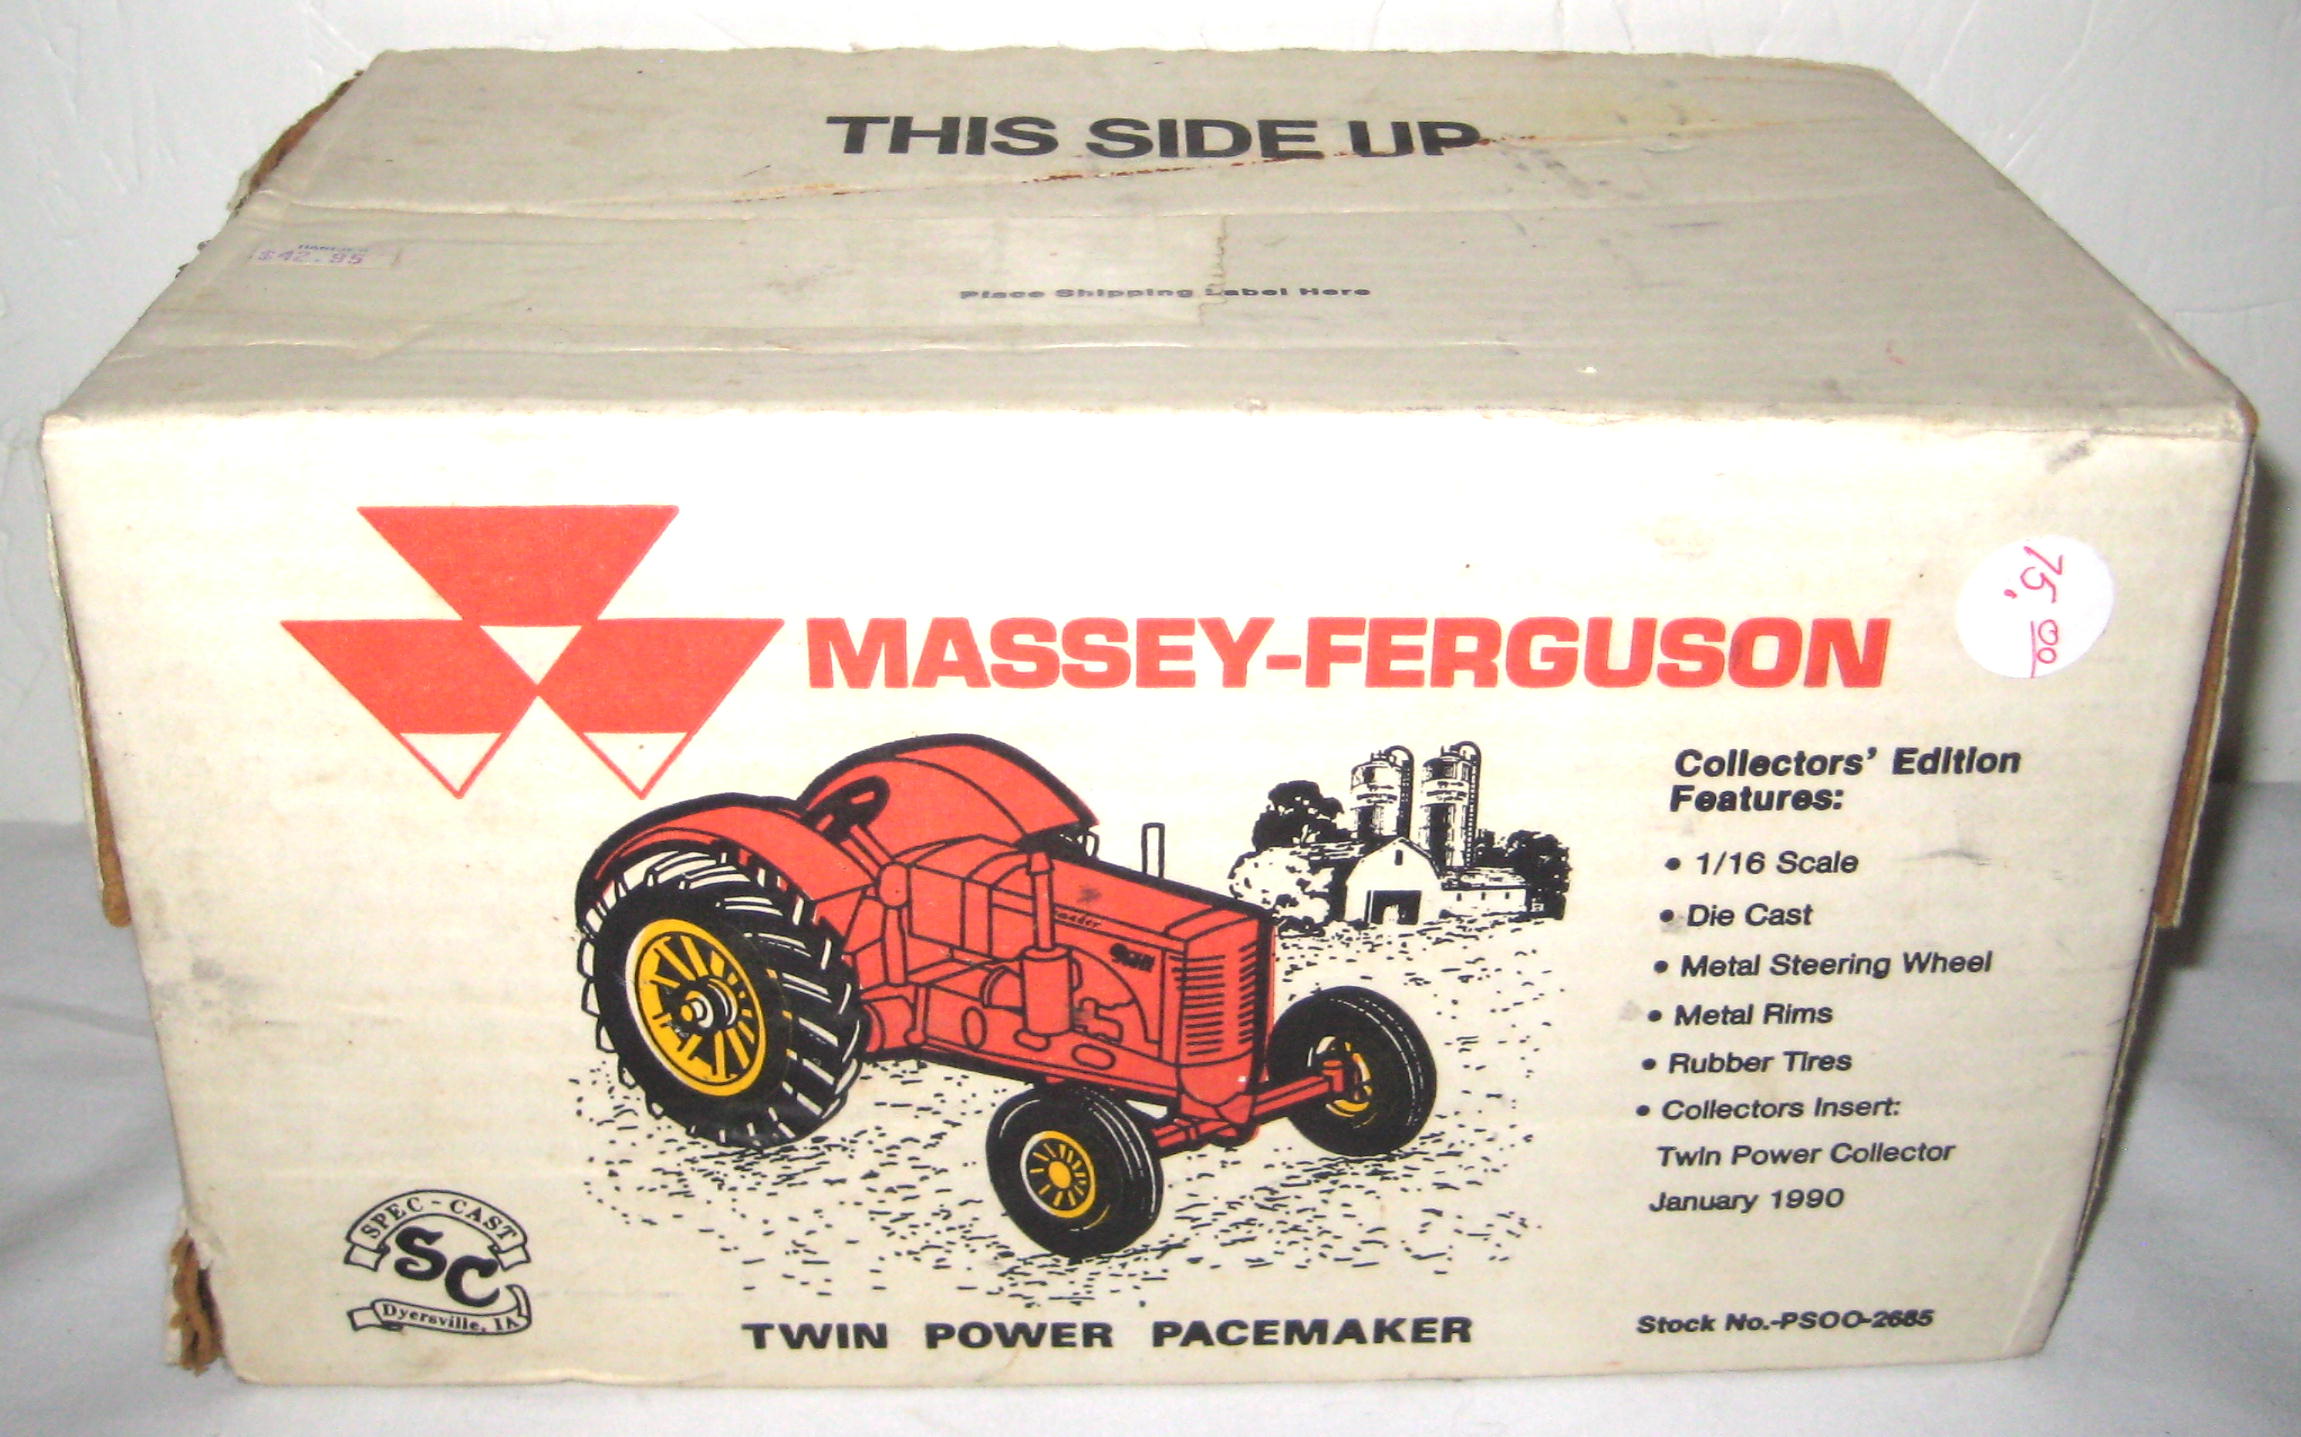 THIS SIDE UP
$42.95
Place Shipping Label Here
MASSEY-FERGUSON
75.00
Collectors' Edition
Features:
• 1/16 Scale
• Die Cast
• Metal Steering Wheel
• Metal Rims
• Rubber Tires
• Collectors Insert:
Twin Power Collector
January 1990
SPEC-CAST
SC
Dyersville, IA
TWIN POWER PACEMAKER
Stock No.-PSOO-2685